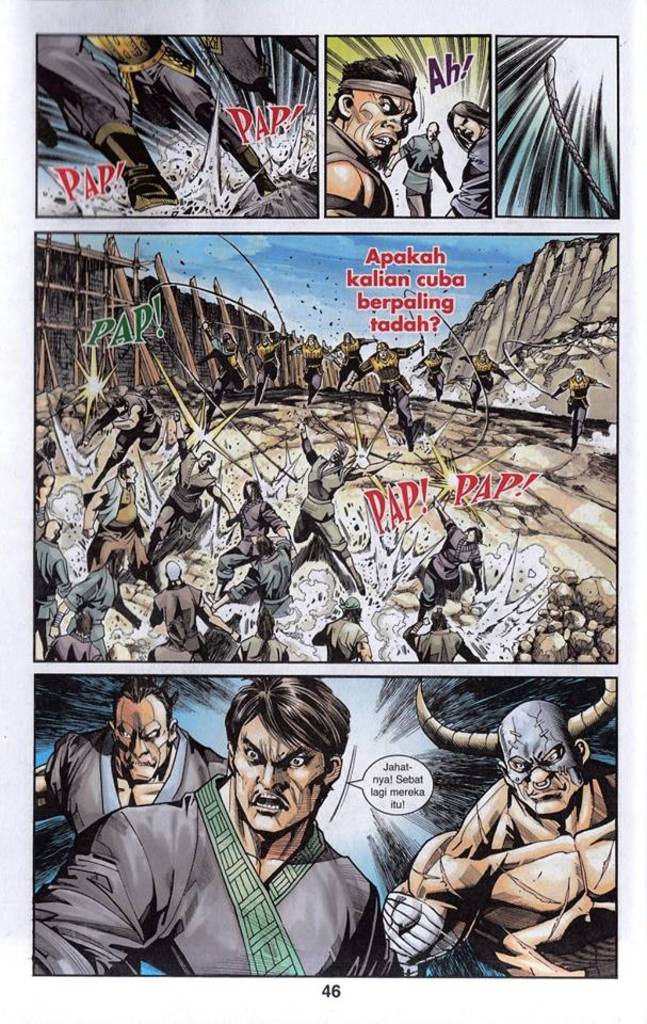 PAP!
PAP!
Ah!
Apakah
kalian cuba
berpaling
tadah?
PAP!
PAP!
PAP!
Jahat-
nya! Sebat
lagi mereka
itu!
46